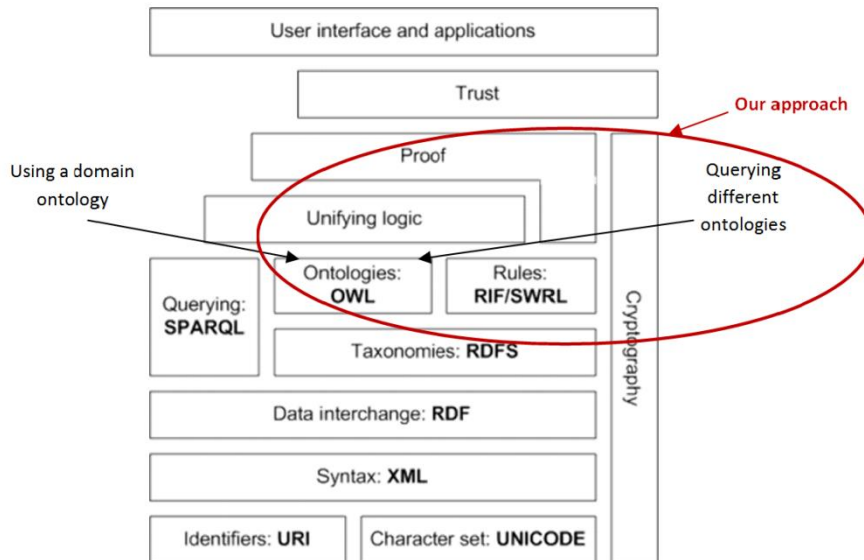 User interface and applications
Trust
Our approach
Proof
Using a domain
ontology
Querying
different
ontologies
Unifying logic
Ontologies:
OWL
Rules:
RIF/SWRL
Querying:
SPARQL
Cryptography
Taxonomies: RDFS
Data interchange: RDF
Syntax: XML
Identifiers: URI
Character set: UNICODE